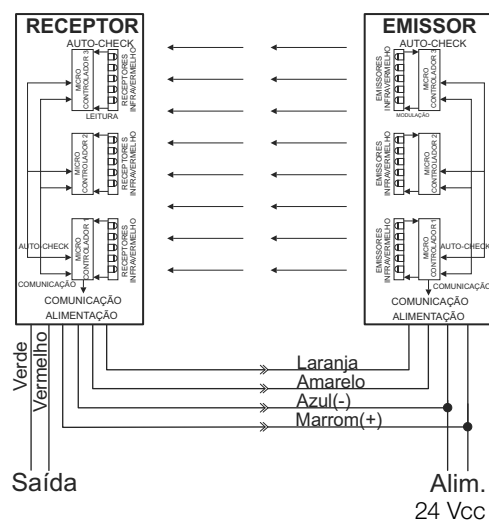 RECEPTOR
AUTO-CHECK
MICRO
CONTROLADOR 3
RECEPTORES
INFRAVERMELHO
LEITURA
MICRO
CONTROLADOR 2
RECEPTORES
INFRAVERMELHO
MICRO
CONTROLADOR 1
RECEPTORES
INFRAVERMELHO
AUTO-CHECK
COMUNICAÇÃO
COMUNICAÇÃO
ALIMENTAÇÃO
EMISSOR
AUTO-CHECK
EMISSORES
INFRAVERMELHO
MICRO
CONTROLADOR 3
MODULAÇÃO
EMISSORES
INFRAVERMELHO
MICRO
CONTROLADOR 2
EMISSORES
INFRAVERMELHO
MICRO
CONTROLADOR 1
AUTO-CHECK
COMUNICAÇÃO
COMUNICAÇÃO
ALIMENTAÇÃO
Verde
Vermelho
Laranja
Amarelo
Azul(-)
Marrom(+)
Saída
Alim.
24 Vcc